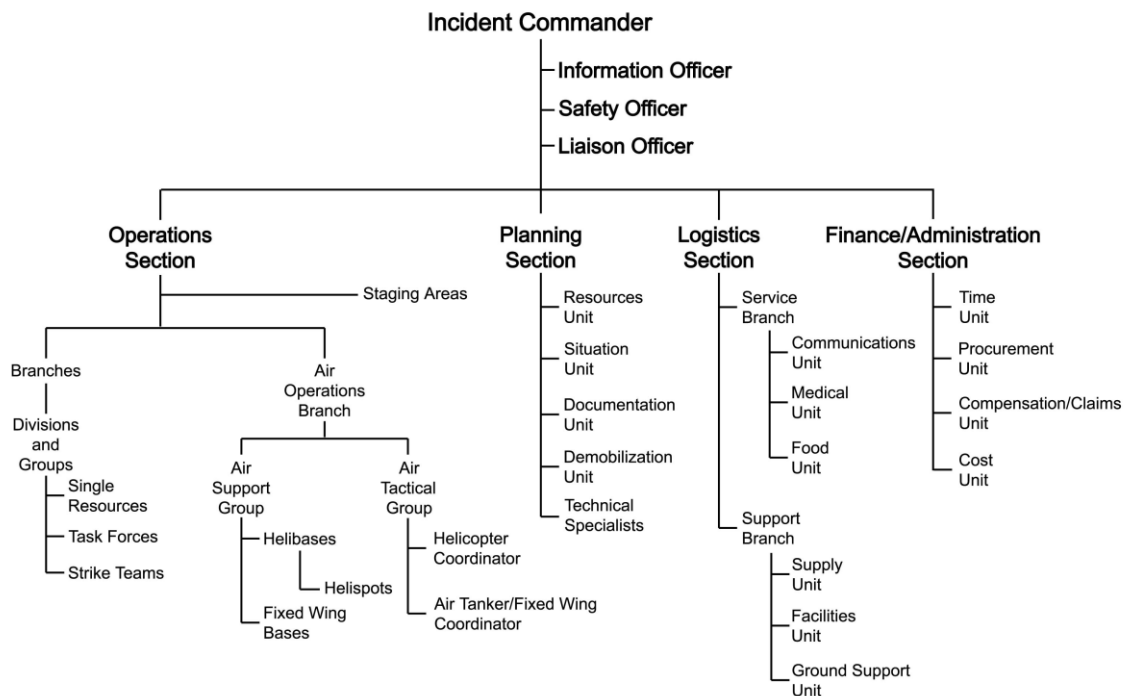 Incident Commander
Information Officer
Safety Officer
Liaison Officer
Operations
Section
Staging Areas
Branches
Divisions
and
Groups
Single
Resources
Task Forces
Strike Teams
Air
Operations
Branch
Air
Support
Group
Helibases
Helispots
Fixed Wing
Bases
Air
Tactical
Group
Helicopter
Coordinator
Air Tanker/Fixed Wing
Coordinator
Planning
Section
Resources
Unit
Situation
Unit
Documentation
Unit
Demobilization
Unit
Technical
Specialists
Logistics
Section
Service
Branch
Communications
Unit
Medical
Unit
Food
Unit
Support
Branch
Supply
Unit
Facilities
Unit
Ground Support
Unit
Finance/Administration
Section
Time
Unit
Procurement
Unit
Compensation/Claims
Unit
Cost
Unit